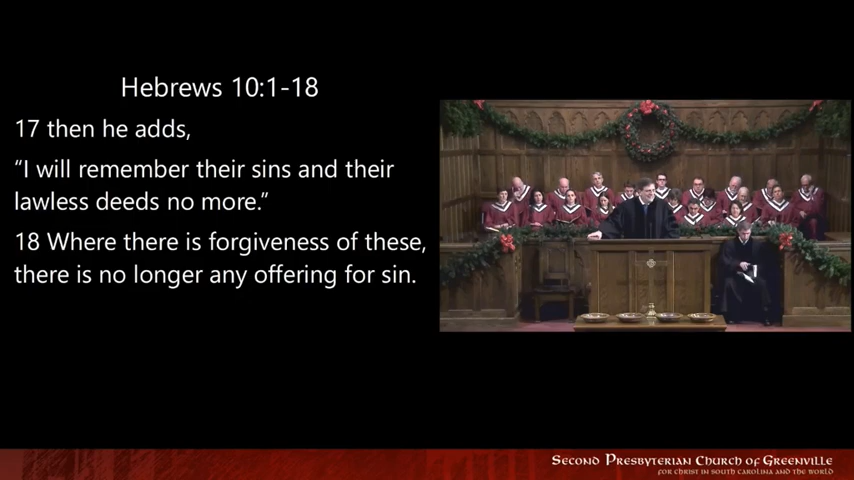 Hebrews 10:1-18
17 then he adds,
“I will remember their sins and their
lawless deeds no more.”
18 Where there is forgiveness of these,
there is no longer any offering for sin.
Second Presbyterian Church of Greenville
for Christ in South Carolina and the World